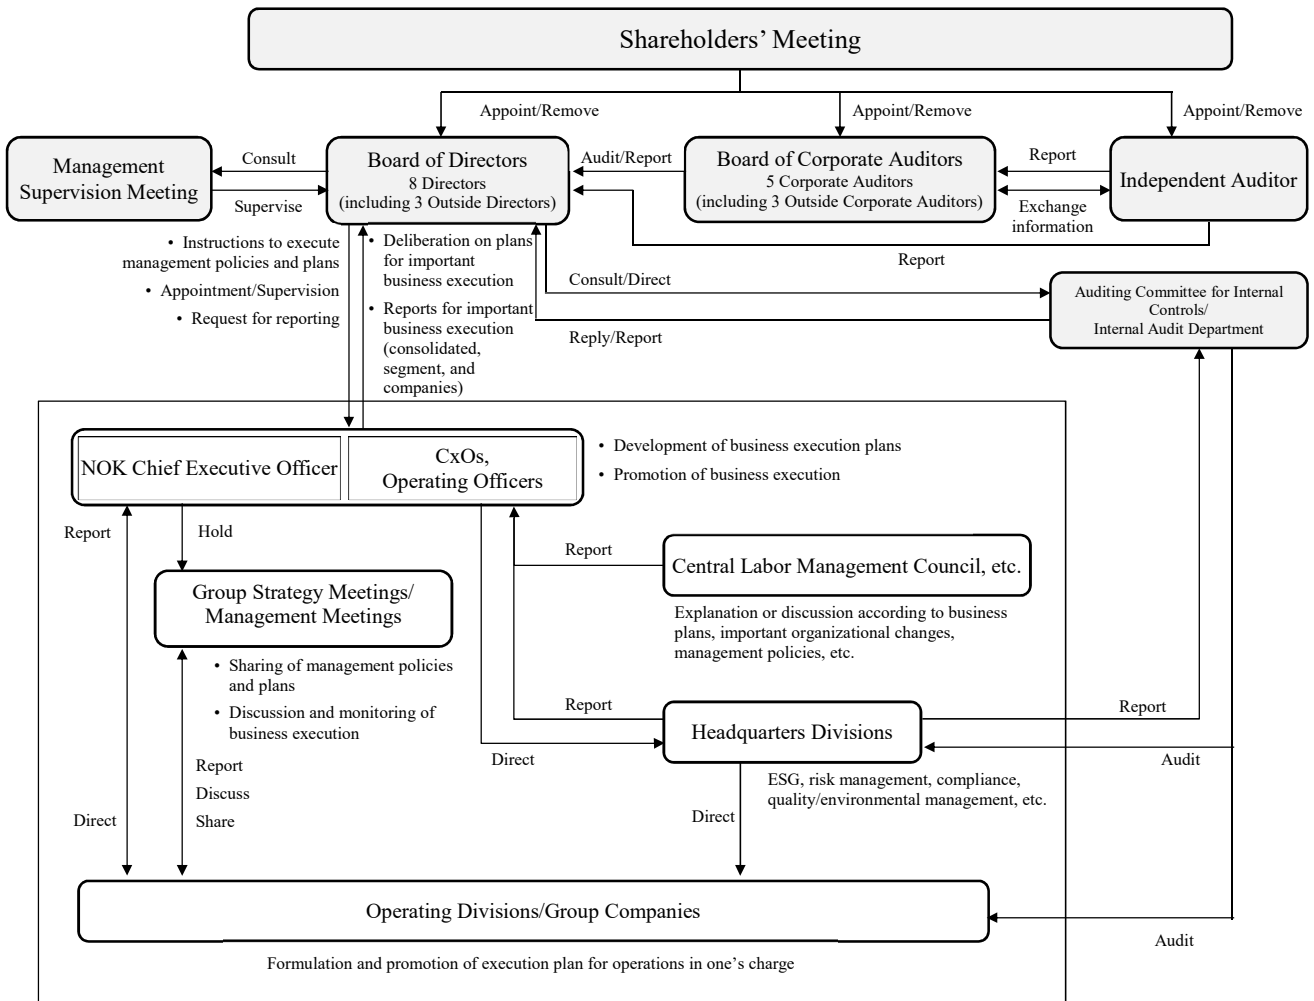 Shareholders’ Meeting
Appoint/Remove
Appoint/Remove
Appoint/Remove
Management
Supervision Meeting
Consult
Supervise
Board of Directors
8 Directors
(including 3 Outside Directors)
Audit/Report
Board of Corporate Auditors
5 Corporate Auditors
(including 3 Outside Corporate Auditors)
Report
Exchange
information
Independent Auditor
Report
• Instructions to execute
management policies and plans
• Appointment/Supervision
• Request for reporting
• Deliberation on plans
for important
business execution
• Reports for important
business execution
(consolidated,
segment, and
companies)
Consult/Direct
Reply/Report
Auditing Committee for Internal
Controls/
Internal Audit Department
NOK Chief Executive Officer
CxOs,
Operating Officers
• Development of business execution plans
• Promotion of business execution
Report
Hold
Report
Central Labor Management Council, etc.
Explanation or discussion according to business
plans, important organizational changes,
management policies, etc.
Group Strategy Meetings/
Management Meetings
• Sharing of management policies
and plans
• Discussion and monitoring of
business execution
Report
Discuss
Share
Direct
Report
Direct
Headquarters Divisions
Report
Audit
ESG, risk management, compliance,
quality/environmental management, etc.
Direct
Operating Divisions/Group Companies
Audit
Formulation and promotion of execution plan for operations in one’s charge